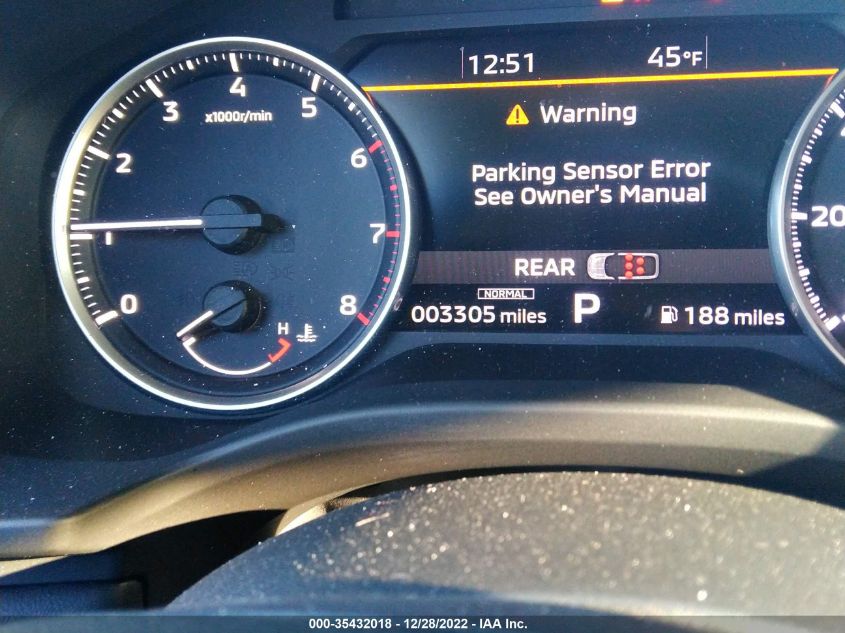 12:51 45°F
Warning
Parking Sensor Error
See Owner's Manual
REAR
NORMAL
003305 miles P 188 miles
0 1 2 3 4 5 6 7 8
x1000r/min
H
20
000-35432018 - 12/28/2022 - IAA Inc.